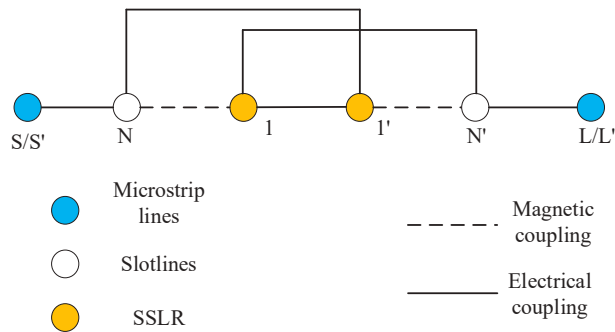 S/S'
N
1
1'
N'
L/L'
Microstrip
lines
Slotlines
SSLR
Magnetic
coupling
Electrical
coupling